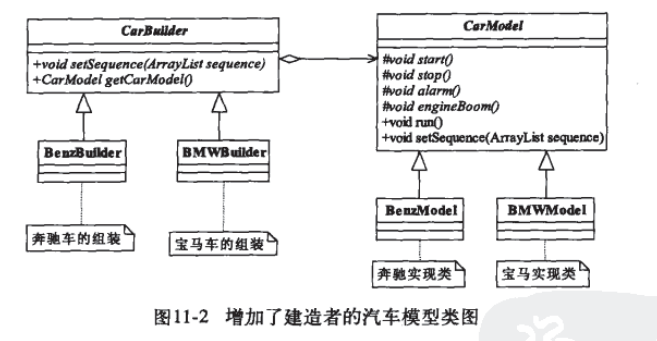 CarBuilder
+void setSequence(ArrayList sequence)
+CarModel getCarModel()
CarModel
#void start()
#void stop()
#void alarm()
#void engineBoom()
+void run()
+void setSequence(ArrayList sequence)
BenzBuilder
BMWBuilder
奔驰车的组装
宝马车的组装
BenzModel
BMWModel
奔驰实现类
宝马实现类
图11-2 增加了建造者的汽车模型类图